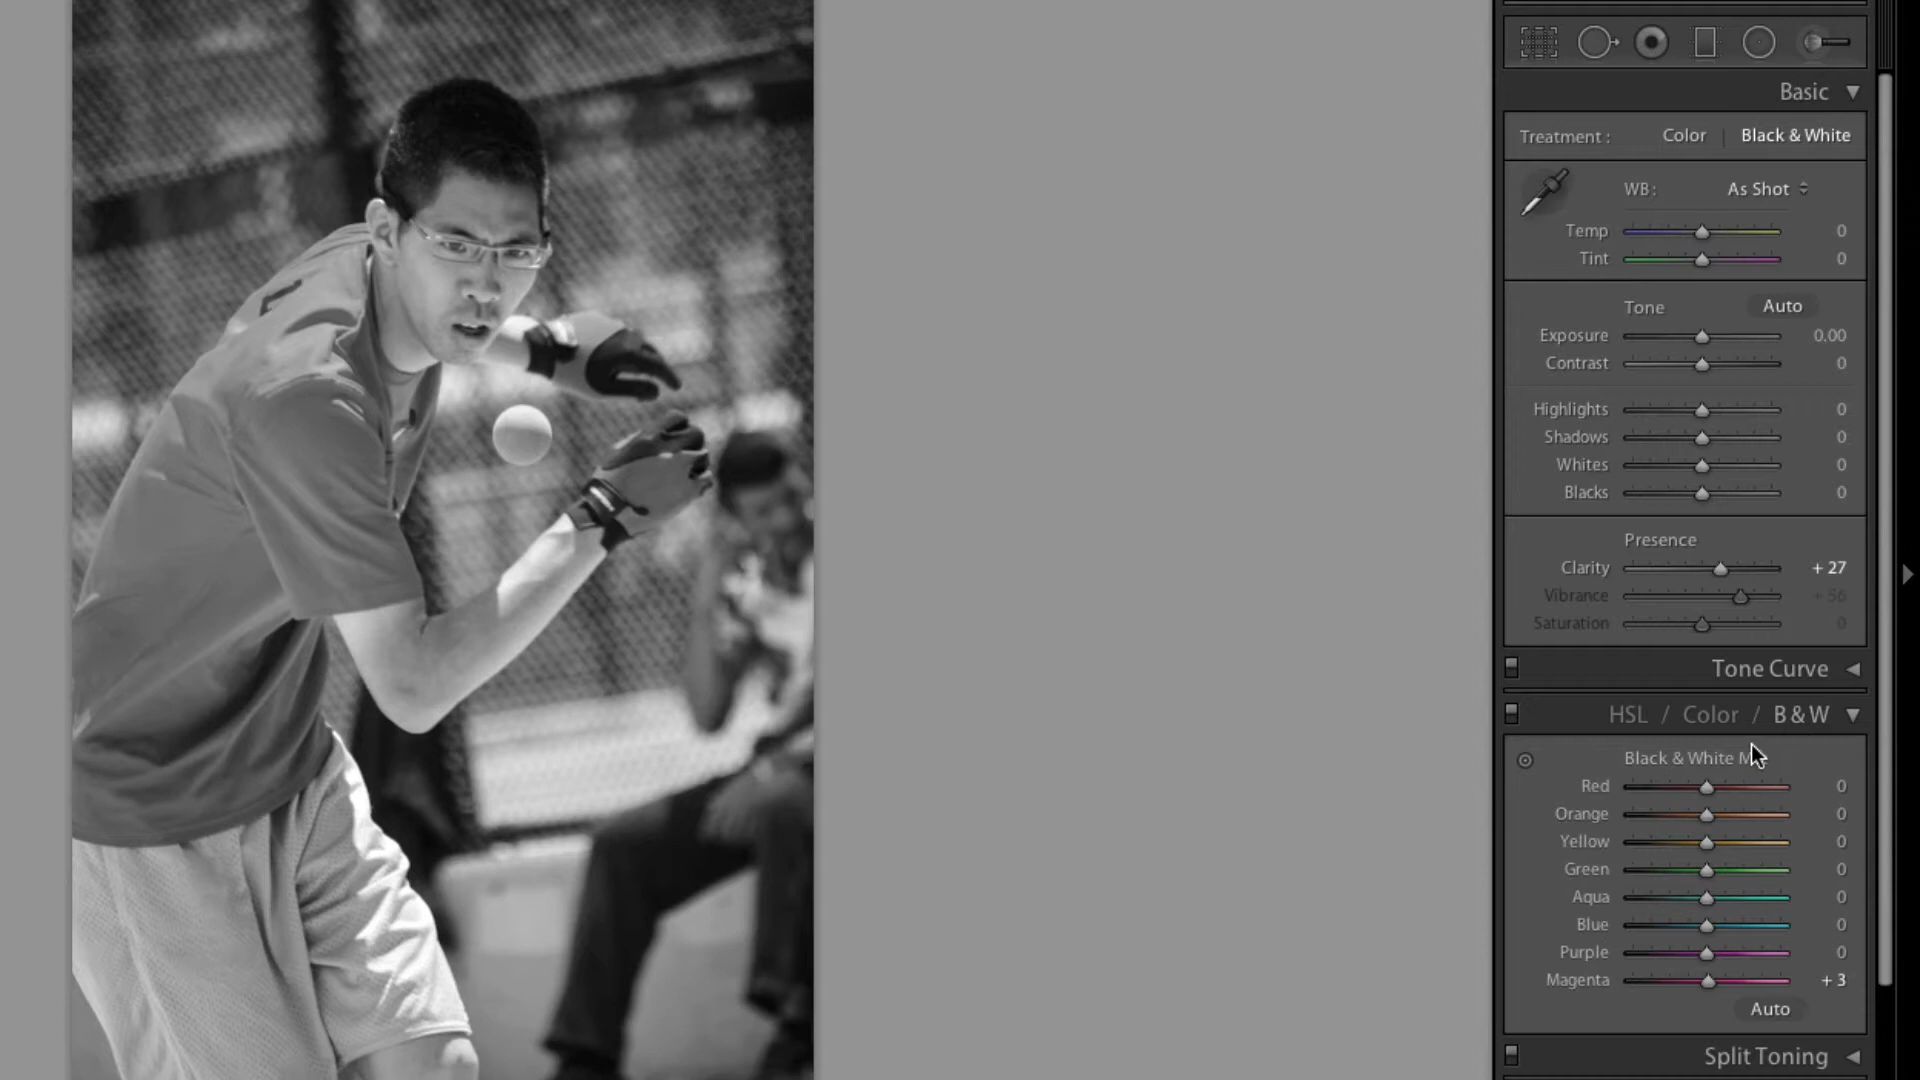 Basic
Treatment : Color | Black & White
WB : As Shot
Temp 0
Tint 0
Tone Auto
Exposure 0.00
Contrast 0
Highlights 0
Shadows 0
Whites 0
Blacks 0
Presence
Clarity + 27
Vibrance + 56
Saturation 0
Tone Curve
HSL / Color / B & W
Black & White M
Red 0
Orange 0
Yellow 0
Green 0
Aqua 0
Blue 0
Purple 0
Magenta + 3
Auto
Split Toning